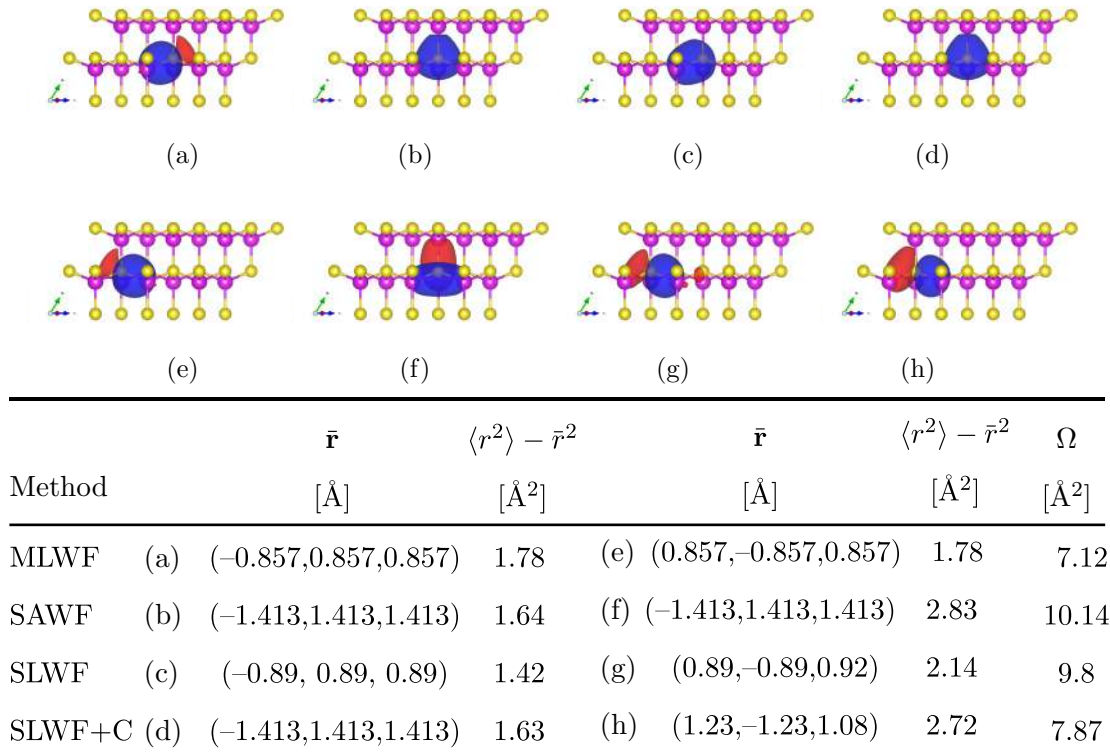 (a) (b) (c) (d)
(e) (f) (g) (h)
r̄ ⟨r²⟩ − r̄² r̄ ⟨r²⟩ − r̄² Ω
Method [Å] [Å²] [Å] [Å²] [Å²]
MLWF (a) (–0.857,0.857,0.857) 1.78 (e) (0.857,–0.857,0.857) 1.78 7.12
SAWF (b) (–1.413,1.413,1.413) 1.64 (f) (–1.413,1.413,1.413) 2.83 10.14
SLWF (c) (–0.89, 0.89, 0.89) 1.42 (g) (0.89,–0.89,0.92) 2.14 9.8
SLWF+C (d) (–1.413,1.413,1.413) 1.63 (h) (1.23,–1.23,1.08) 2.72 7.87